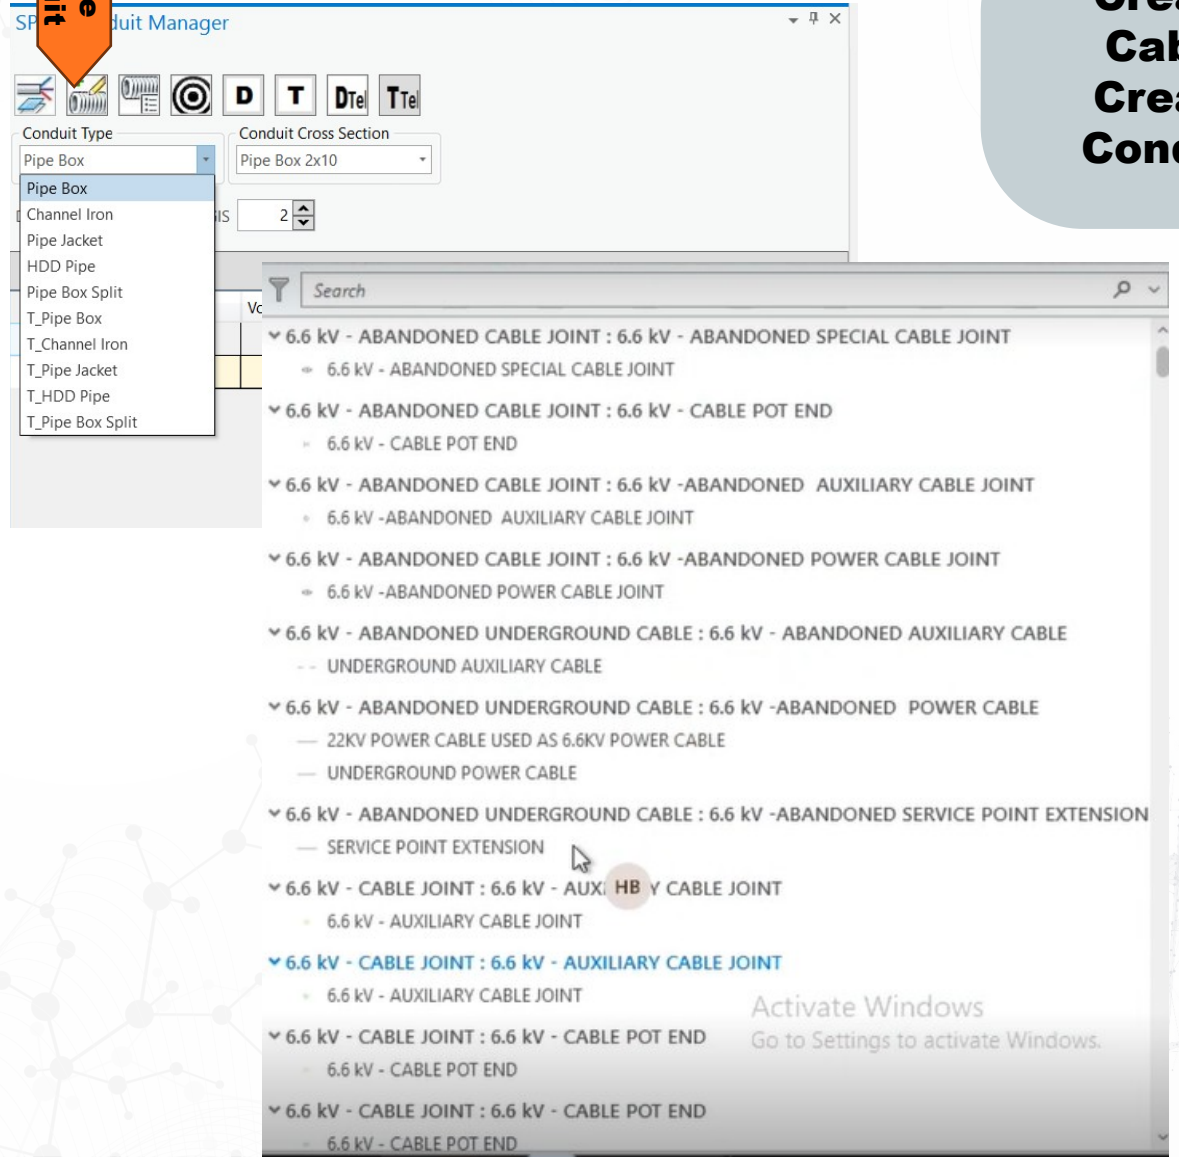 Conduit Manager
D T DTel TTel
Conduit Type
Conduit Cross Section
Pipe Box
Pipe Box 2x10
Pipe Box
Channel Iron
2
Pipe Jacket
HDD Pipe
Pipe Box Split
T_Pipe Box
T_Channel Iron
T_Pipe Jacket
T_HDD Pipe
T_Pipe Box Split
Search
6.6 kV - ABANDONED CABLE JOINT : 6.6 kV - ABANDONED SPECIAL CABLE JOINT
6.6 kV - ABANDONED SPECIAL CABLE JOINT
6.6 kV - ABANDONED CABLE JOINT : 6.6 kV - CABLE POT END
6.6 kV - CABLE POT END
6.6 kV - ABANDONED CABLE JOINT : 6.6 kV -ABANDONED AUXILIARY CABLE JOINT
6.6 kV -ABANDONED AUXILIARY CABLE JOINT
6.6 kV - ABANDONED CABLE JOINT : 6.6 kV -ABANDONED POWER CABLE JOINT
6.6 kV -ABANDONED POWER CABLE JOINT
6.6 kV - ABANDONED UNDERGROUND CABLE : 6.6 kV - ABANDONED AUXILIARY CABLE
UNDERGROUND AUXILIARY CABLE
6.6 kV - ABANDONED UNDERGROUND CABLE : 6.6 kV -ABANDONED POWER CABLE
22KV POWER CABLE USED AS 6.6KV POWER CABLE
UNDERGROUND POWER CABLE
6.6 kV - ABANDONED UNDERGROUND CABLE : 6.6 kV -ABANDONED SERVICE POINT EXTENSION
SERVICE POINT EXTENSION
6.6 kV - CABLE JOINT : 6.6 kV - AUXI HB Y CABLE JOINT
6.6 kV - AUXILIARY CABLE JOINT
6.6 kV - CABLE JOINT : 6.6 kV - AUXILIARY CABLE JOINT
6.6 kV - AUXILIARY CABLE JOINT
6.6 kV - CABLE JOINT : 6.6 kV - CABLE POT END
6.6 kV - CABLE POT END
6.6 kV - CABLE JOINT : 6.6 kV - CABLE POT END
6.6 kV - CABLE POT END
Activate Windows
Go to Settings to activate Windows.